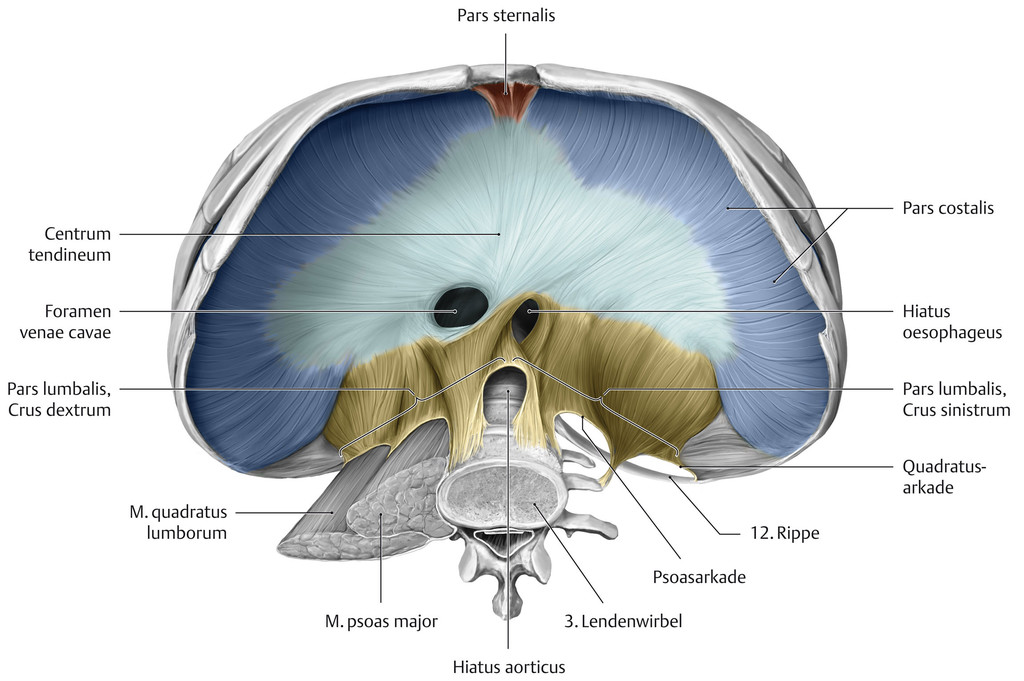 Pars sternalis
Pars costalis
Centrum
tendineum
Foramen
venae cavae
Hiatus
oesophageus
Pars lumbalis,
Crus dextrum
Pars lumbalis,
Crus sinistrum
Quadratus-
arkade
M. quadratus
lumborum
12. Rippe
Psoasarkade
M. psoas major
3. Lendenwirbel
Hiatus aorticus